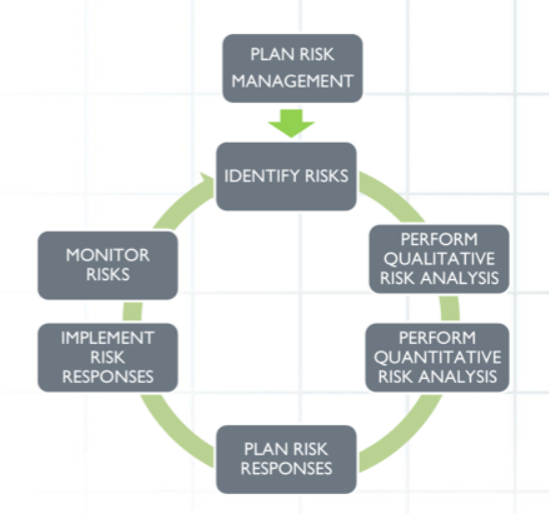 PLAN RISK
MANAGEMENT
IDENTIFY RISKS
PERFORM
QUALITATIVE
RISK ANALYSIS
PERFORM
QUANTITATIVE
RISK ANALYSIS
PLAN RISK
RESPONSES
IMPLEMENT
RISK
RESPONSES
MONITOR
RISKS